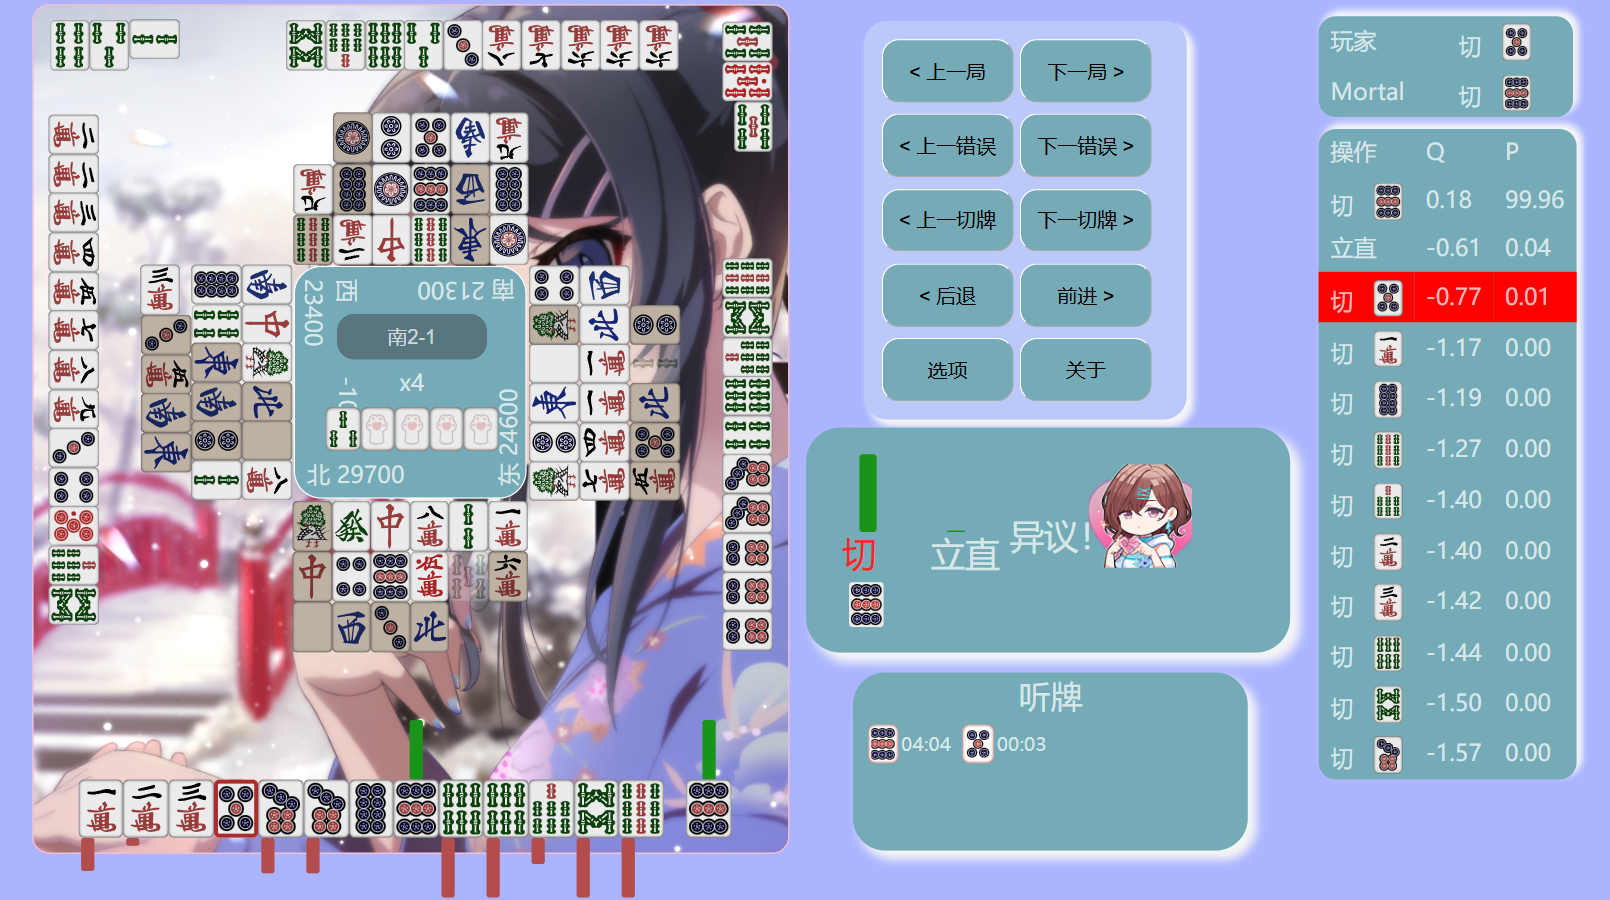 西 23400
南 21300
南2-1
x4
-10
东 24600
北 29700
< 上一局
下一局 >
< 上一错误
下一错误 >
< 上一切牌
下一切牌 >
< 后退
前进 >
选项
关于
切
立直
异议!
听牌
04:04
00:03
玩家 切
Mortal 切
操作 Q P
切 0.18 99.96
立直 -0.61 0.04
切 -0.77 0.01
切 -1.17 0.00
切 -1.19 0.00
切 -1.27 0.00
切 -1.40 0.00
切 -1.40 0.00
切 -1.42 0.00
切 -1.44 0.00
切 -1.50 0.00
切 -1.57 0.00